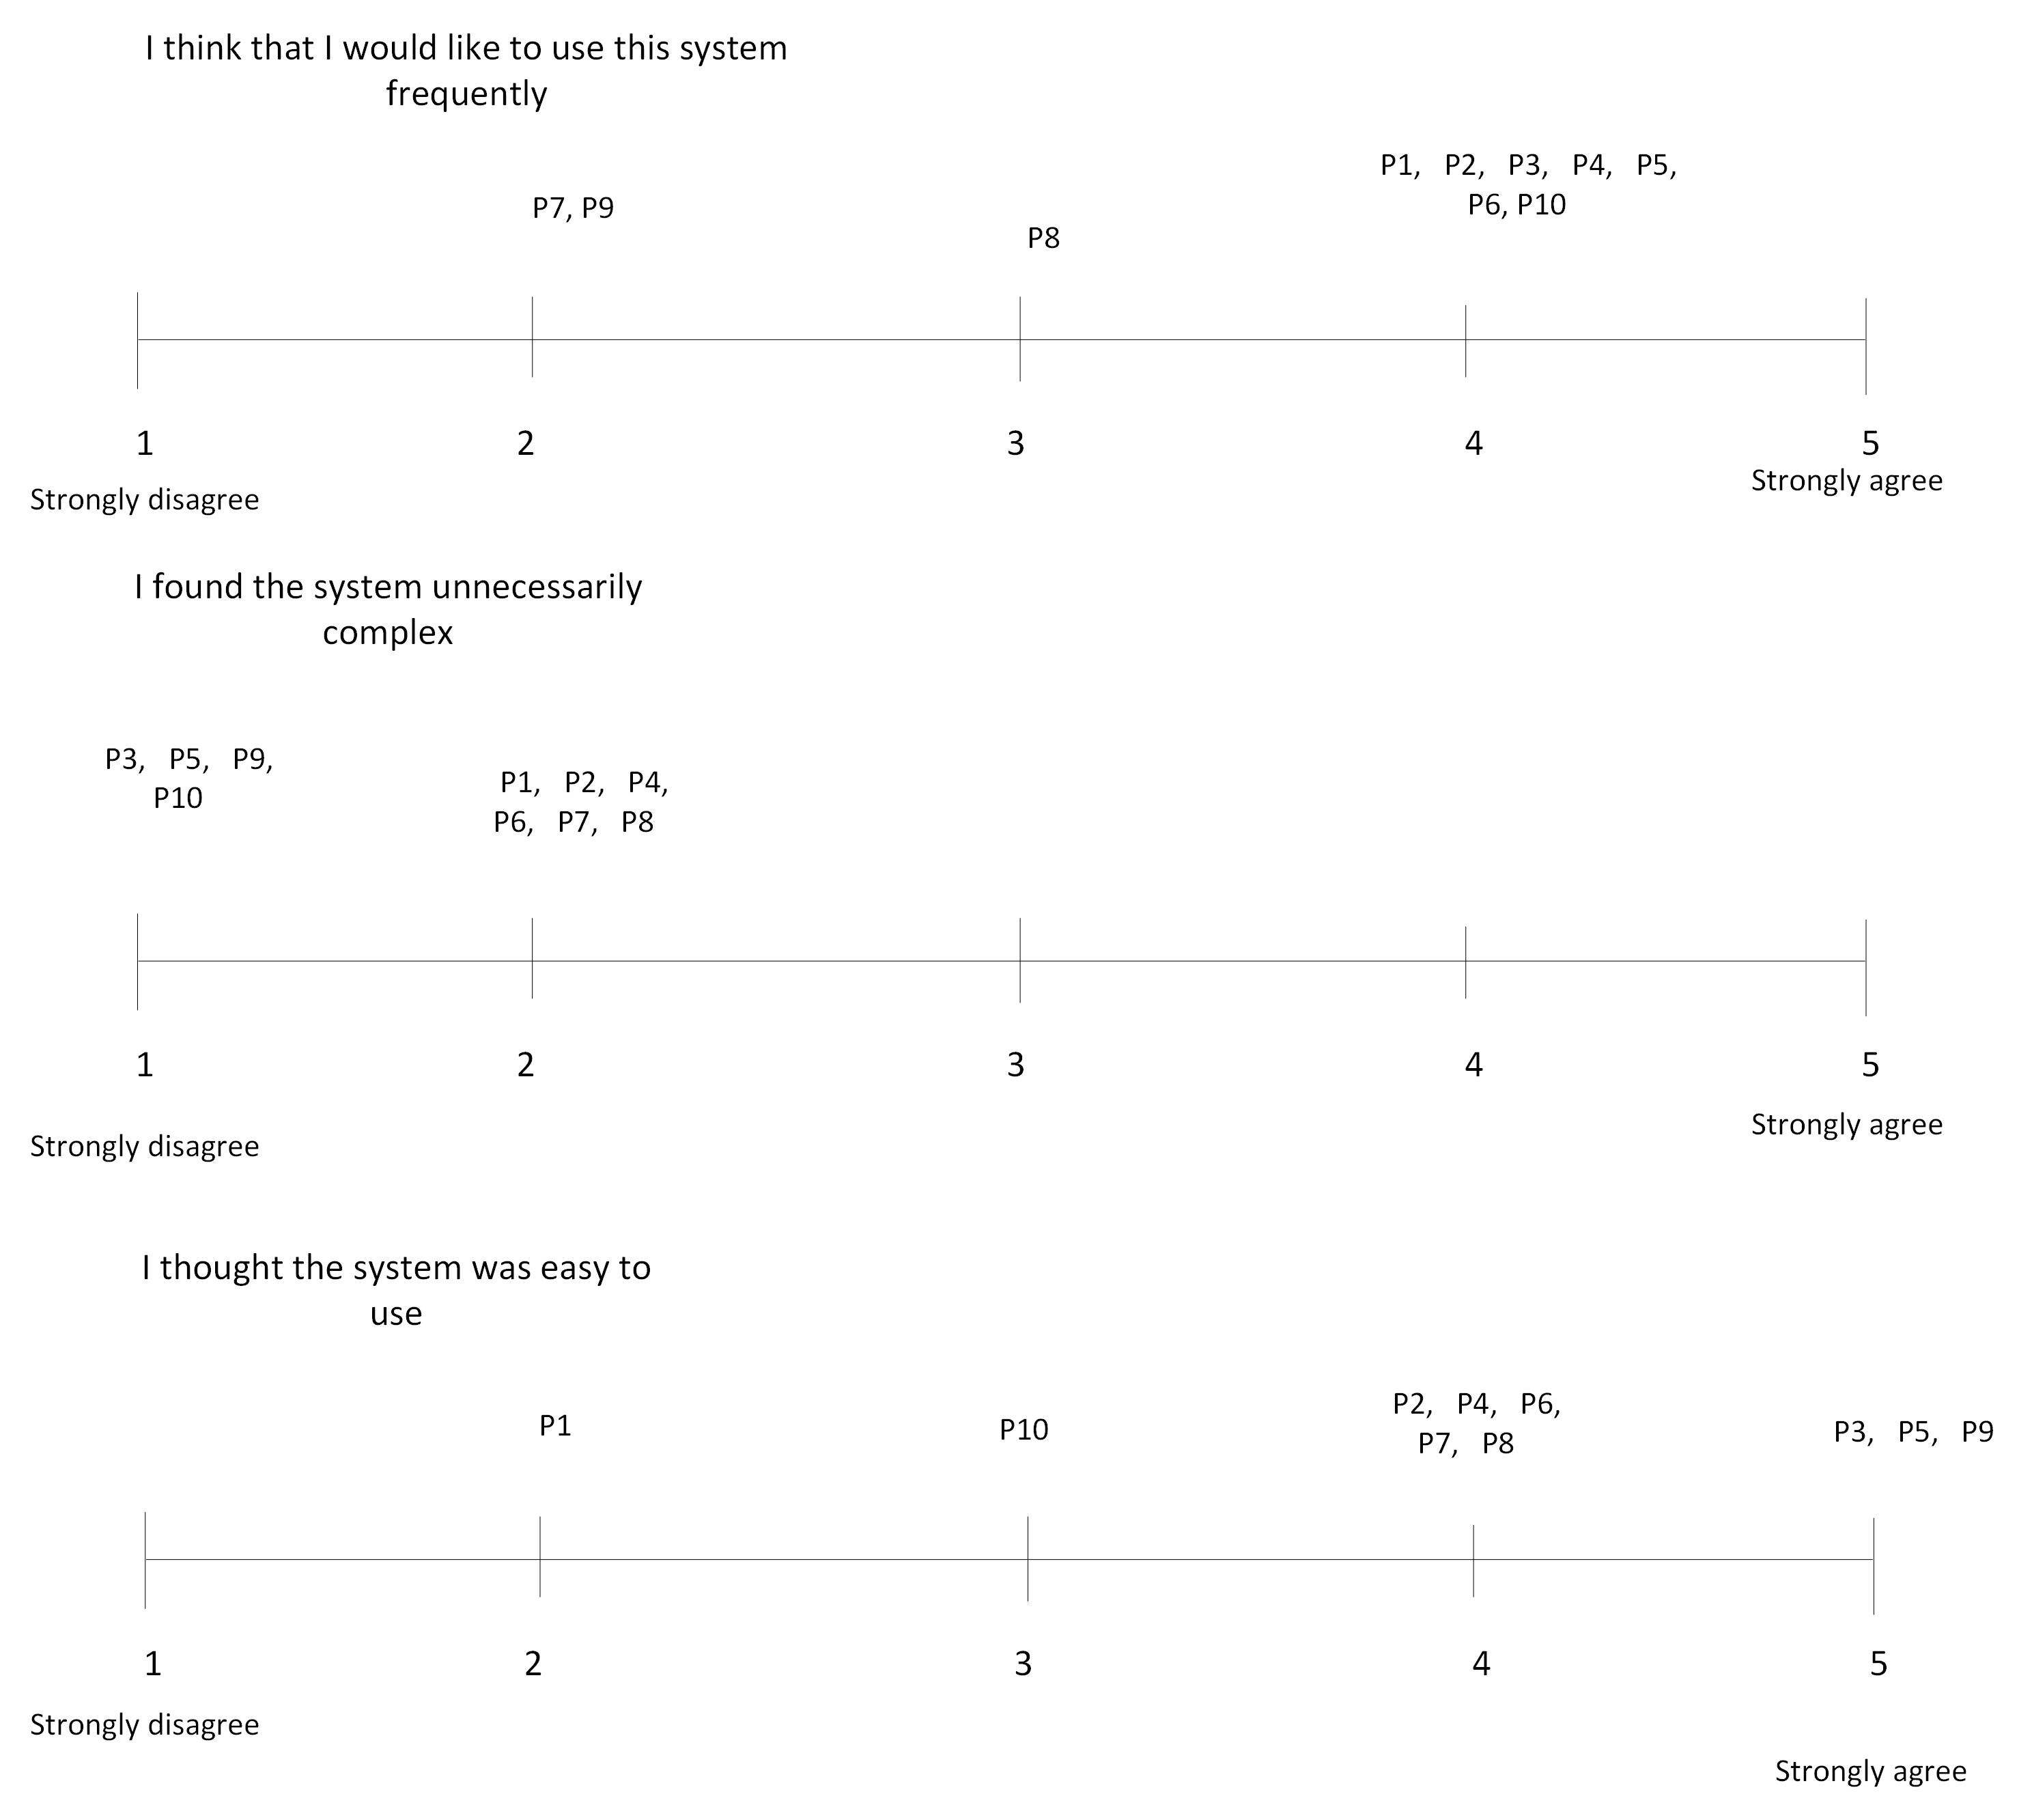 I think that I would like to use this system
frequently
P1, P2, P3, P4, P5,
P6, P10
P7, P9
P8
1
2
3
4
5
Strongly disagree
Strongly agree
I found the system unnecessarily
complex
P3, P5, P9,
P10
P1, P2, P4,
P6, P7, P8
1
2
3
4
5
Strongly disagree
Strongly agree
I thought the system was easy to
use
P1
P10
P2, P4, P6,
P7, P8
P3, P5, P9
1
2
3
4
5
Strongly disagree
Strongly agree